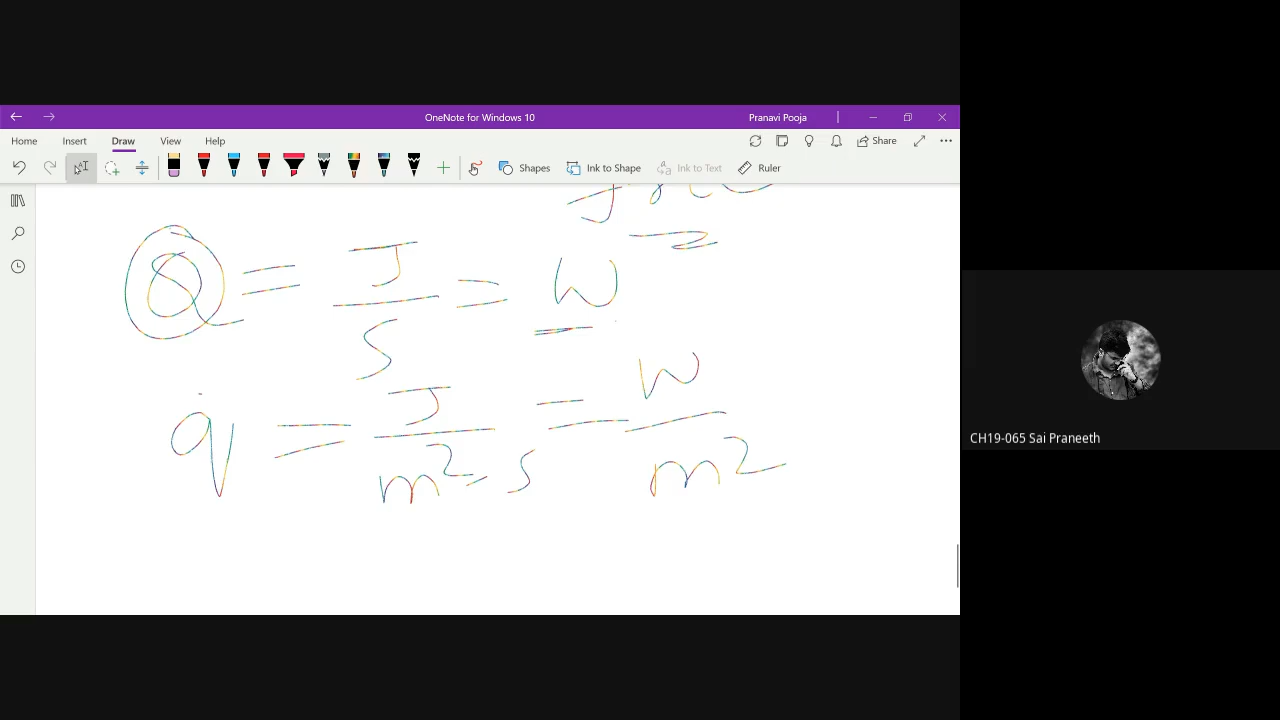 OneNote for Windows 10
Pranavi Pooja
Home Insert Draw View Help
Share
Shapes Ink to Shape Ink to Text Ruler
Q = J/s = W
q = J/m²-s = W/m²
CH19-065 Sai Praneeth